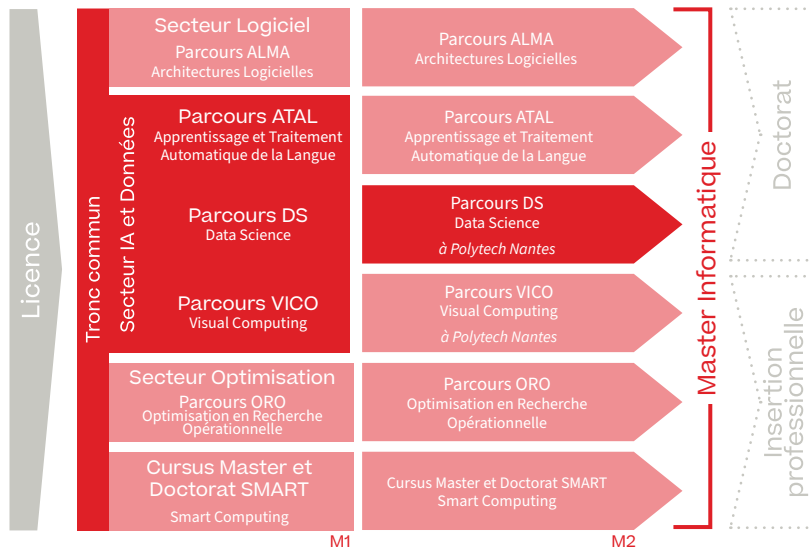 Licence
Tronc commun
Secteur Logiciel
Parcours ALMA
Architectures Logicielles
Secteur IA et Données
Parcours ATAL
Apprentissage et Traitement
Automatique de la Langue
Parcours DS
Data Science
Parcours VICO
Visual Computing
Secteur Optimisation
Parcours ORO
Optimisation en Recherche
Opérationnelle
Cursus Master et
Doctorat SMART
Smart Computing
M1
Parcours ALMA
Architectures Logicielles
Parcours ATAL
Apprentissage et Traitement
Automatique de la Langue
Parcours DS
Data Science
à Polytech Nantes
Parcours VICO
Visual Computing
à Polytech Nantes
Parcours ORO
Optimisation en Recherche
Opérationnelle
Cursus Master et Doctorat SMART
Smart Computing
M2
Master Informatique
Doctorat
Insertion
professionnelle